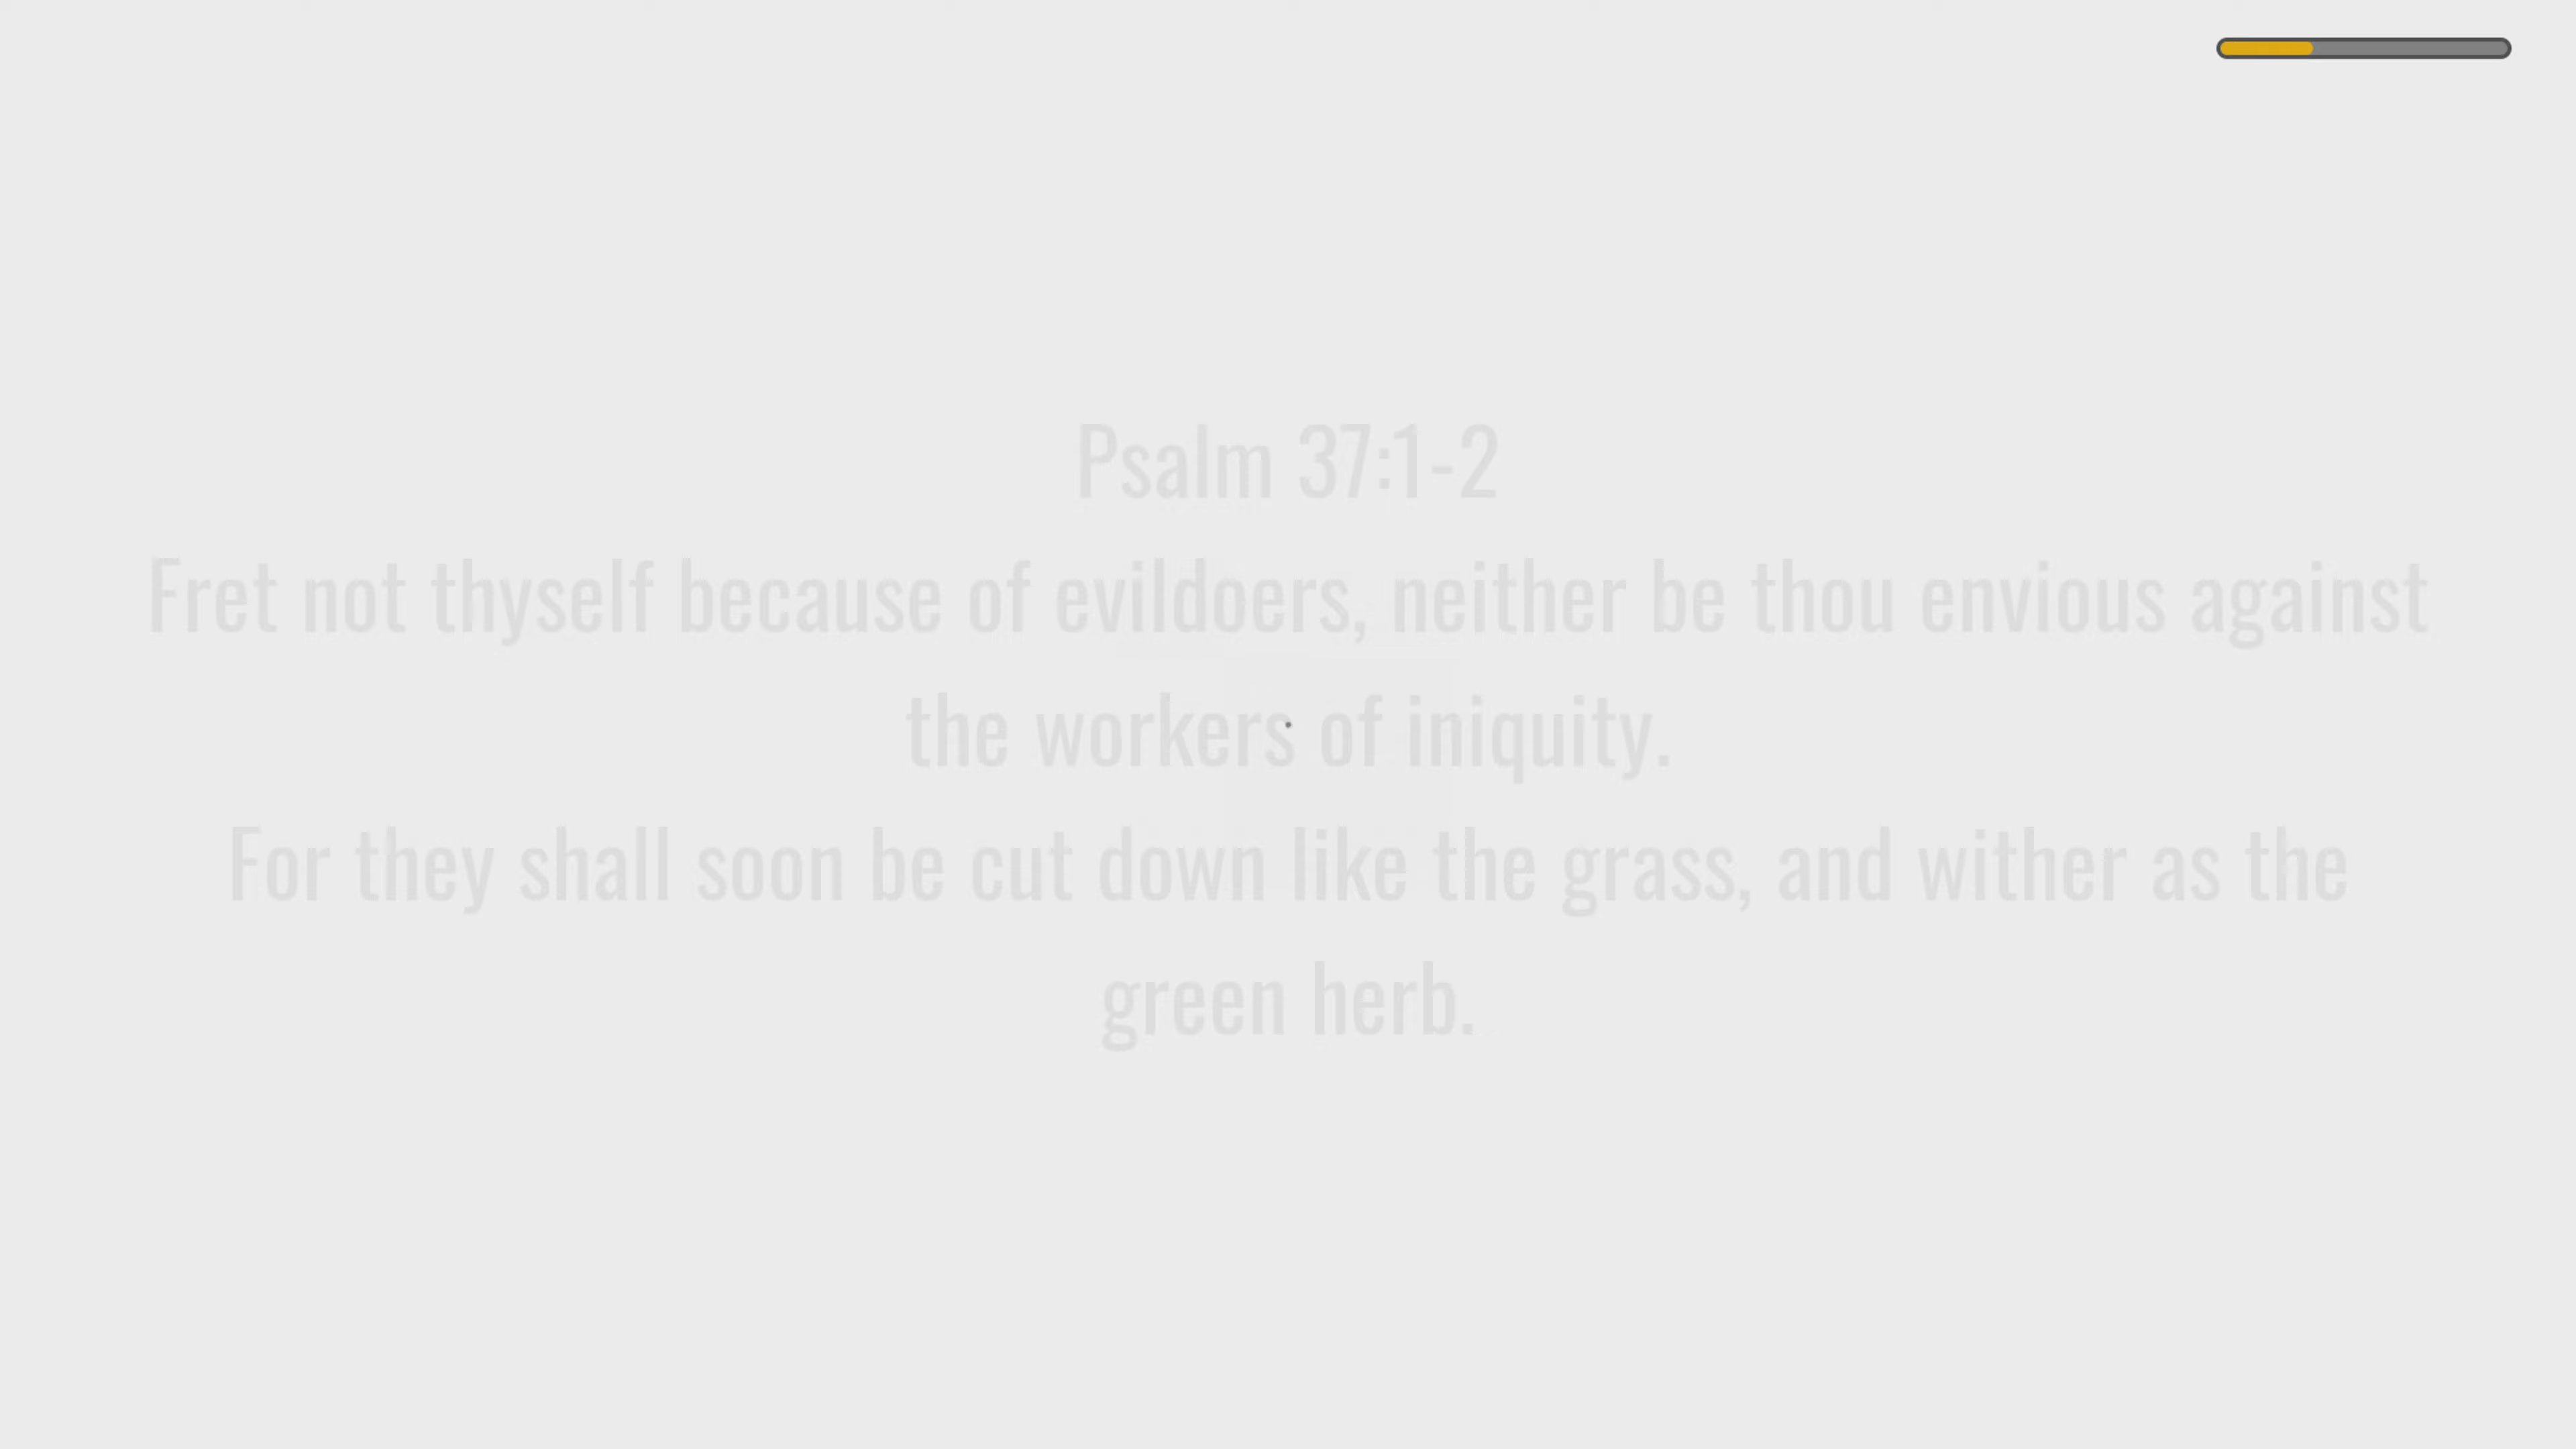 Psalm 37:1-2
Fret not thyself because of evildoers, neither be thou envious against
the workers of iniquity.
For they shall soon be cut down like the grass, and wither as the
green herb.